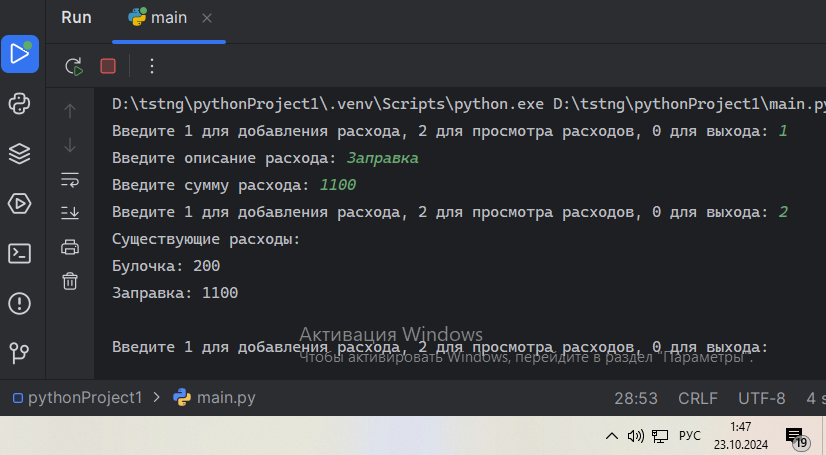 Run
main
D:\tstng\pythonProject1\.venv\Scripts\python.exe D:\tstng\pythonProject1\main.py
Введите 1 для добавления расхода, 2 для просмотра расходов, 0 для выхода: 1
Введите описание расхода: Заправка
Введите сумму расхода: 1100
Введите 1 для добавления расхода, 2 для просмотра расходов, 0 для выхода: 2
Существующие расходы:
Булочка: 200
Заправка: 1100
Активация Windows
Введите 1 для добавления расхода, 2 для просмотра расходов, 0 для выхода:
Чтобы активировать Windows, перейдите в раздел "Параметры".
pythonProject1 > main.py
28:53 CRLF UTF-8 4 s
РУС
1:47
23.10.2024
19